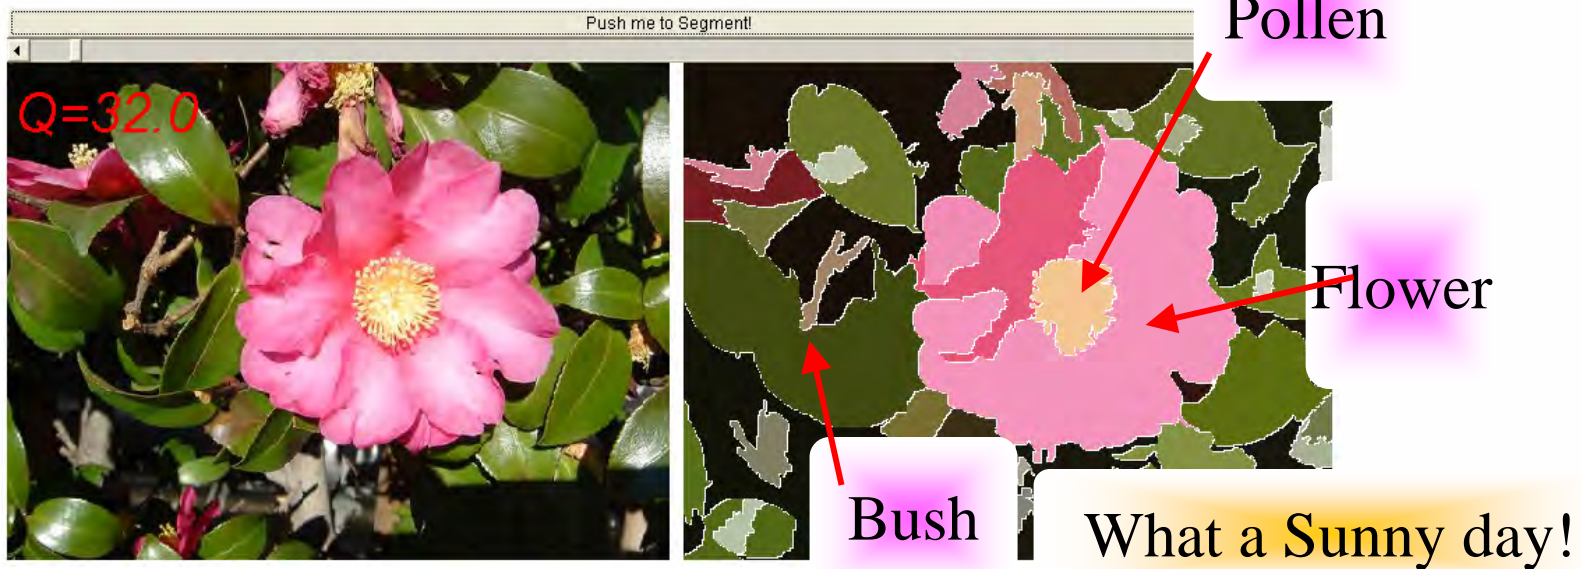 Push me to Segment!
Pollen
Q=32.0
Flower
Bush
What a Sunny day!